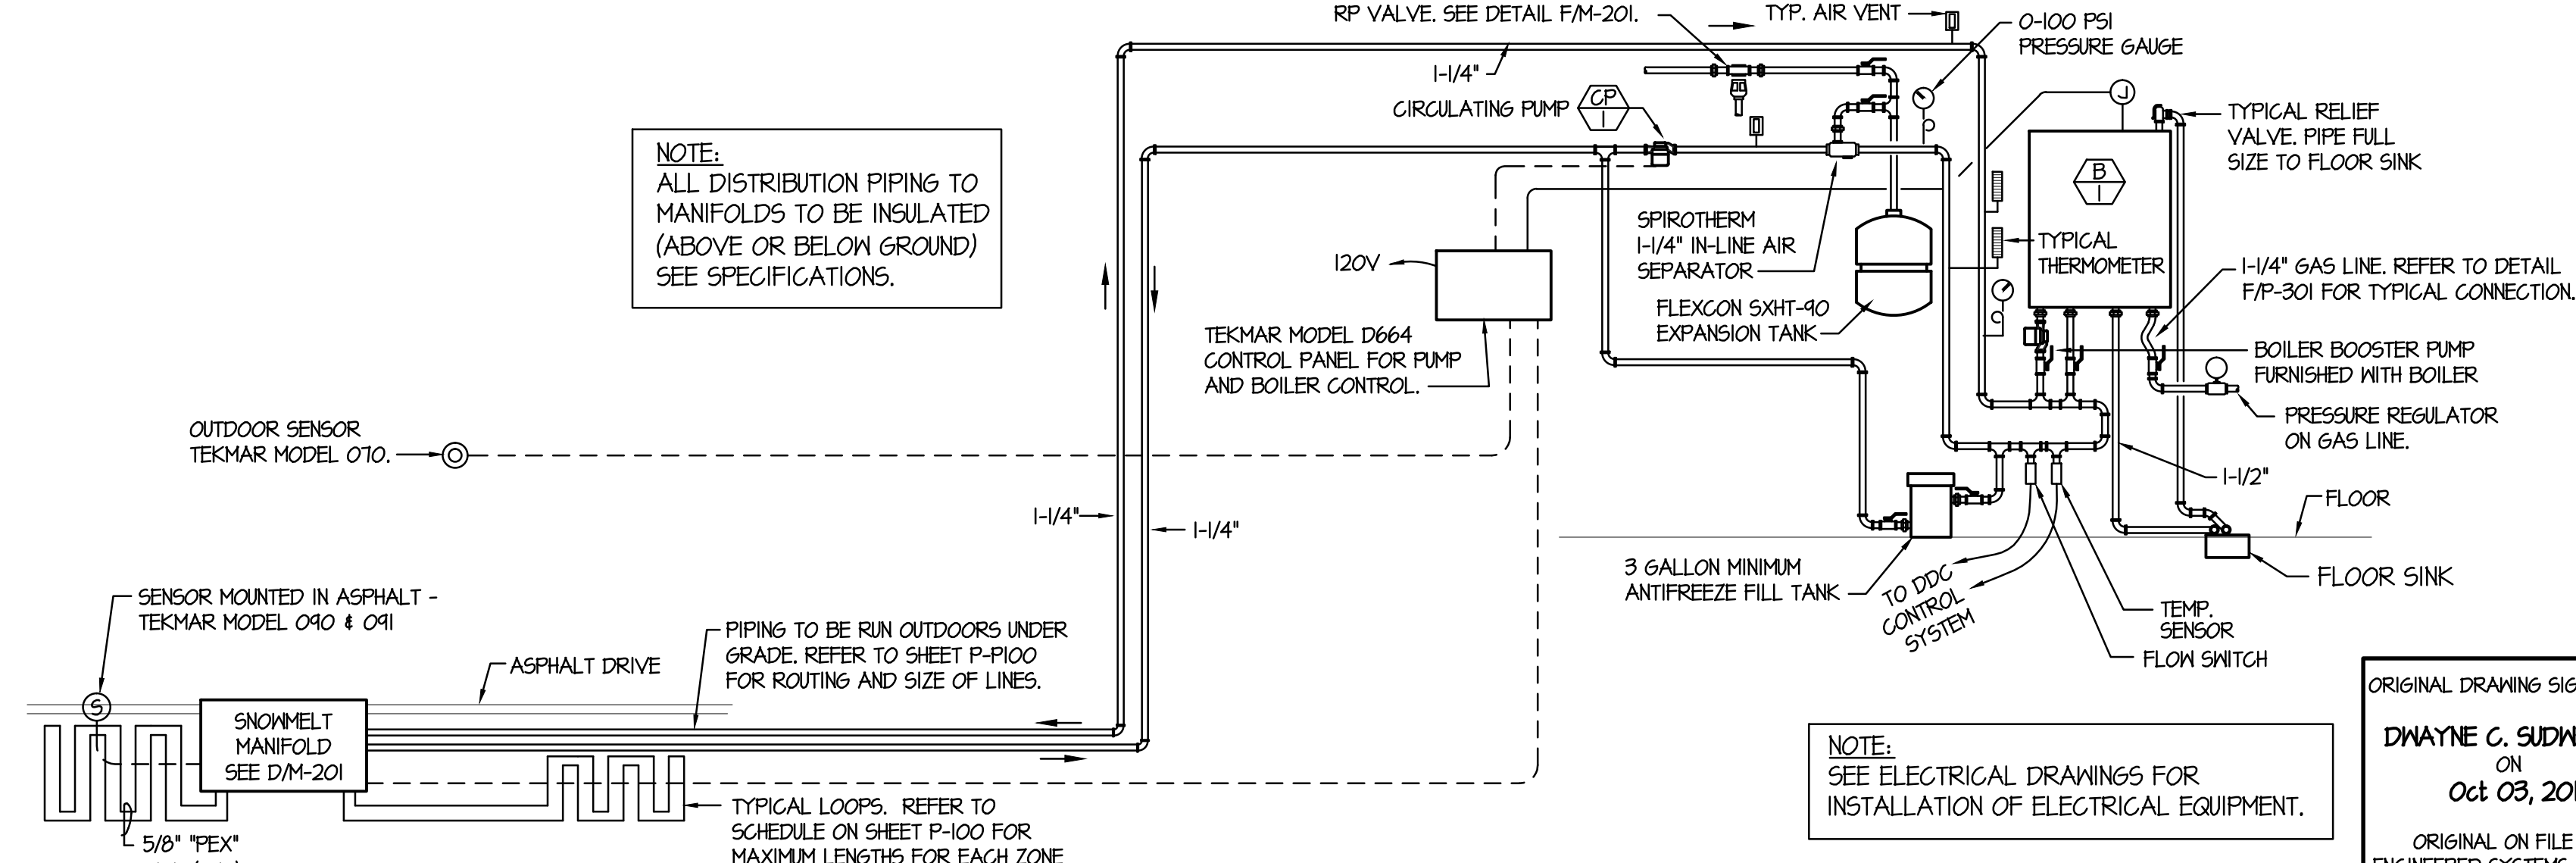 RP VALVE. SEE DETAIL F/M-201.
TYP. AIR VENT
0-100 PSI
PRESSURE GAUGE
1-1/4"
CIRCULATING PUMP
CP
1
J
TYPICAL RELIEF
VALVE. PIPE FULL
SIZE TO FLOOR SINK
NOTE:
ALL DISTRIBUTION PIPING TO
MANIFOLDS TO BE INSULATED
(ABOVE OR BELOW GROUND)
SEE SPECIFICATIONS.
B
1
SPIROTHERM
1-1/4" IN-LINE AIR
SEPARATOR
TYPICAL
THERMOMETER
120V
FLEXCON SXHT-90
EXPANSION TANK
1-1/4" GAS LINE. REFER TO DETAIL
F/P-301 FOR TYPICAL CONNECTION.
TEKMAR MODEL D664
CONTROL PANEL FOR PUMP
AND BOILER CONTROL.
BOILER BOOSTER PUMP
FURNISHED WITH BOILER
PRESSURE REGULATOR
ON GAS LINE.
OUTDOOR SENSOR
TEKMAR MODEL 070.
1-1/2"
FLOOR
1-1/4"
1-1/4"
3 GALLON MINIMUM
ANTIFREEZE FILL TANK
TO DDC
CONTROL
SYSTEM
FLOOR SINK
TEMP.
SENSOR
FLOW SWITCH
SENSOR MOUNTED IN ASPHALT -
TEKMAR MODEL 090 & 091
ASPHALT DRIVE
PIPING TO BE RUN OUTDOORS UNDER
GRADE. REFER TO SHEET P-P100
FOR ROUTING AND SIZE OF LINES.
S
SNOWMELT
MANIFOLD
SEE D/M-201
TYPICAL LOOPS. REFER TO
SCHEDULE ON SHEET P-100 FOR
MAXIMUM LENGTHS FOR EACH ZONE
5/8" "PEX"
NOTE:
SEE ELECTRICAL DRAWINGS FOR
INSTALLATION OF ELECTRICAL EQUIPMENT.
ORIGINAL DRAWING
DWAYNE C.
ON
Oct 03,
ORIGINAL ON FILE